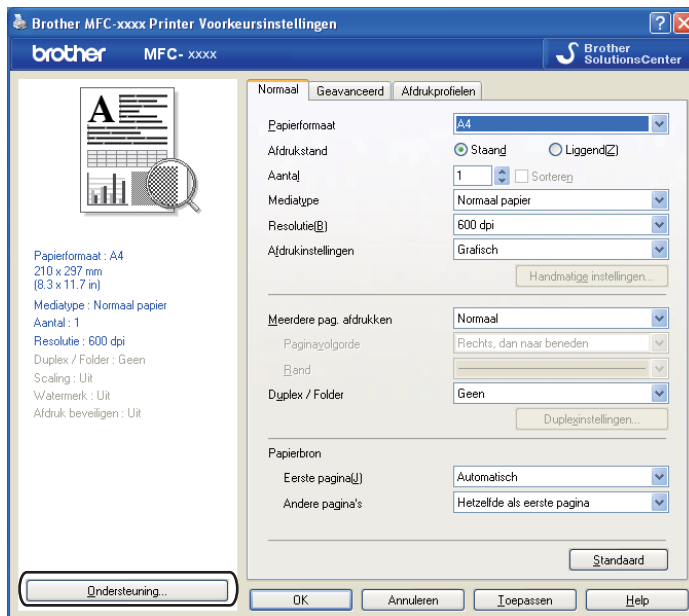 Brother MFC-xxxx Printer Voorkeursinstellingen
brother MFC- xxxx
Brother
SolutionsCenter
Normaal Geavanceerd Afdrukprofielen
Papierformaat A4
Afdrukstand Staand Liggend(Z)
Aantal 1 Sorteren
Mediatype Normaal papier
Resolutie(B) 600 dpi
Afdrukinstellingen Grafisch
Handmatige instellingen...
Meerdere pag. afdrukken Normaal
Paginavolgorde Rechts, dan naar beneden
Rand
Duplex / Folder Geen
Duplexinstellingen...
Papierbron
Eerste pagina(J) Automatisch
Andere pagina's Hetzelfde als eerste pagina
Standaard
A
Papierformaat : A4
210 x 297 mm
(8.3 x 11.7 in)
Mediatype : Normaal papier
Aantal : 1
Resolutie : 600 dpi
Duplex / Folder : Geen
Scaling : Uit
Watermerk : Uit
Afdruk beveiligen : Uit
Ondersteuning...
OK Annuleren Toepassen Help